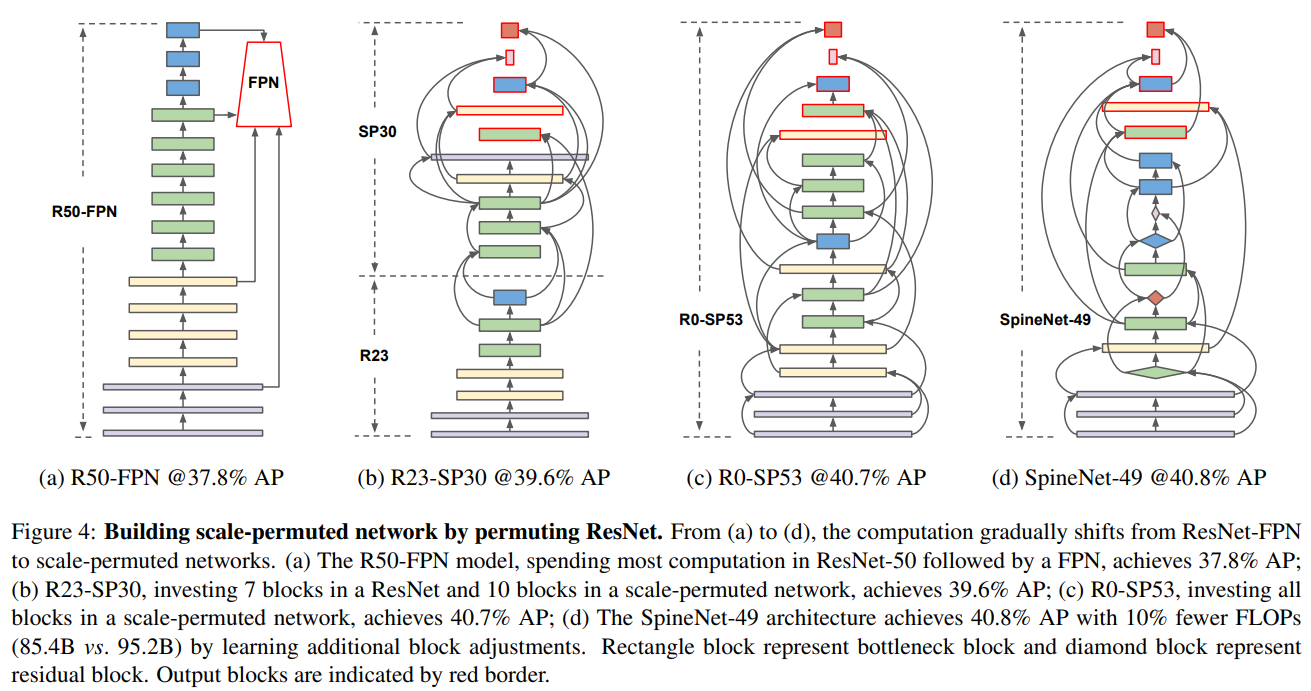 FPN
R50-FPN
SP30
R23
R0-SP53
SpineNet-49
(a) R50-FPN @37.8% AP
(b) R23-SP30 @39.6% AP
(c) R0-SP53 @40.7% AP
(d) SpineNet-49 @40.8% AP
Figure 4: Building scale-permuted network by permuting ResNet. From (a) to (d), the computation gradually shifts from ResNet-FPN
to scale-permuted networks. (a) The R50-FPN model, spending most computation in ResNet-50 followed by a FPN, achieves 37.8% AP;
(b) R23-SP30, investing 7 blocks in a ResNet and 10 blocks in a scale-permuted network, achieves 39.6% AP; (c) R0-SP53, investing all
blocks in a scale-permuted network, achieves 40.7% AP; (d) The SpineNet-49 architecture achieves 40.8% AP with 10% fewer FLOPs
(85.4B vs. 95.2B) by learning additional block adjustments. Rectangle block represent bottleneck block and diamond block represent
residual block. Output blocks are indicated by red border.